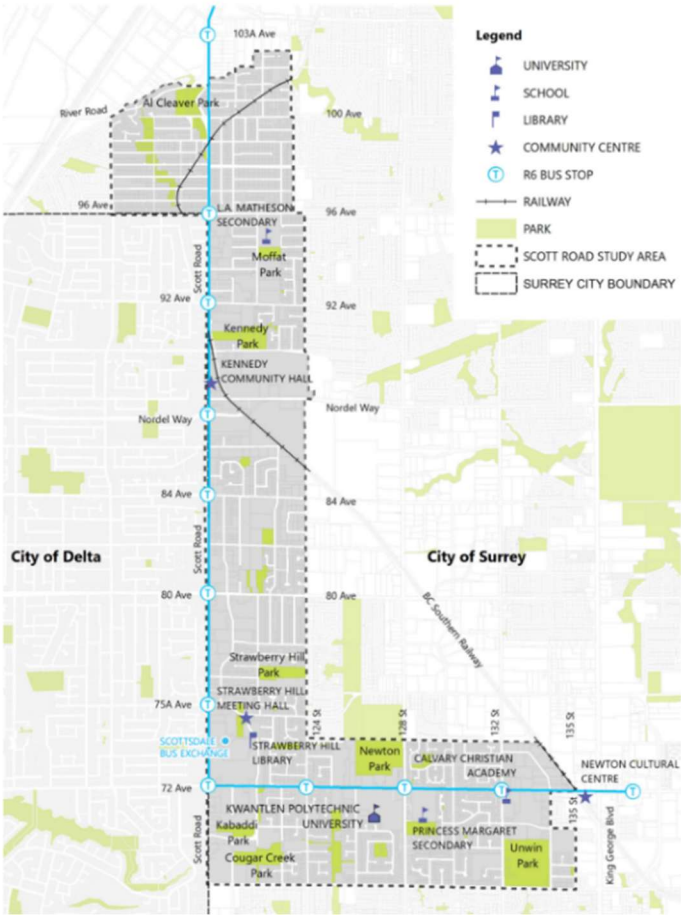 103A Ave
Legend
UNIVERSITY
SCHOOL
LIBRARY
COMMUNITY CENTRE
T R6 BUS STOP
RAILWAY
PARK
SCOTT ROAD STUDY AREA
SURREY CITY BOUNDARY
T
Al Cleaver Park
River Road
100 Ave
96 Ave
T
L.A. MATHESON
SECONDARY
96 Ave
Scott Road
Moffat
Park
92 Ave
T
92 Ave
Kennedy
Park
KENNEDY
COMMUNITY HALL
Nordel Way
T
Nordel Way
84 Ave
T
84 Ave
Scott Road
City of Delta
City of Surrey
80 Ave
T
80 Ave
BC Southern Railway
Strawberry Hill
Park
STRAWBERRY HILL
MEETING HALL
75A Ave
T
124 St
128 St
132 St
135 St
SCOTTSDALE
BUS EXCHANGE
STRAWBERRY HILL
LIBRARY
Newton
Park
CALVARY CHRISTIAN
ACADEMY
NEWTON CULTURAL
CENTRE
72 Ave
T
T
T
T
T
KWANTLEN POLYTECHNIC
UNIVERSITY
Scott Road
Kabaddi
Park
PRINCESS MARGARET
SECONDARY
135 St
King George Blvd
Cougar Creek
Park
Unwin
Park